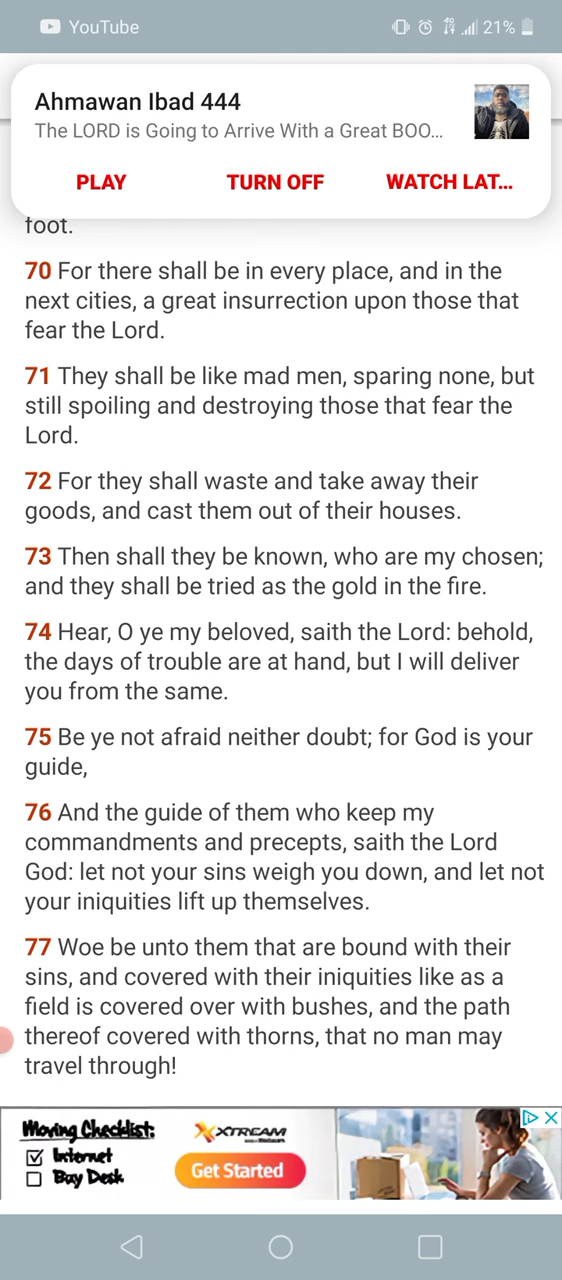 YouTube
4G 21%
Ahmawan Ibad 444
The LORD is Going to Arrive With a Great BOO...
PLAY TURN OFF WATCH LAT...
foot.
70 For there shall be in every place, and in the
next cities, a great insurrection upon those that
fear the Lord.
71 They shall be like mad men, sparing none, but
still spoiling and destroying those that fear the
Lord.
72 For they shall waste and take away their
goods, and cast them out of their houses.
73 Then shall they be known, who are my chosen;
and they shall be tried as the gold in the fire.
74 Hear, O ye my beloved, saith the Lord: behold,
the days of trouble are at hand, but I will deliver
you from the same.
75 Be ye not afraid neither doubt; for God is your
guide,
76 And the guide of them who keep my
commandments and precepts, saith the Lord
God: let not your sins weigh you down, and let not
your iniquities lift up themselves.
77 Woe be unto them that are bound with their
sins, and covered with their iniquities like as a
field is covered over with bushes, and the path
thereof covered with thorns, that no man may
travel through!
Moving Checklist:
Internet
Buy Desk
XTREAM
Get Started